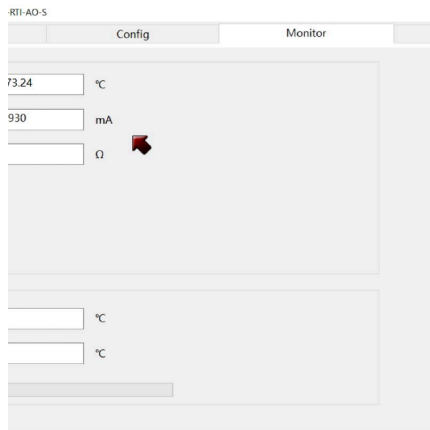 -RTI-AO-S
Config Monitor
73.24 ℃
930 mA
Ω
℃
℃